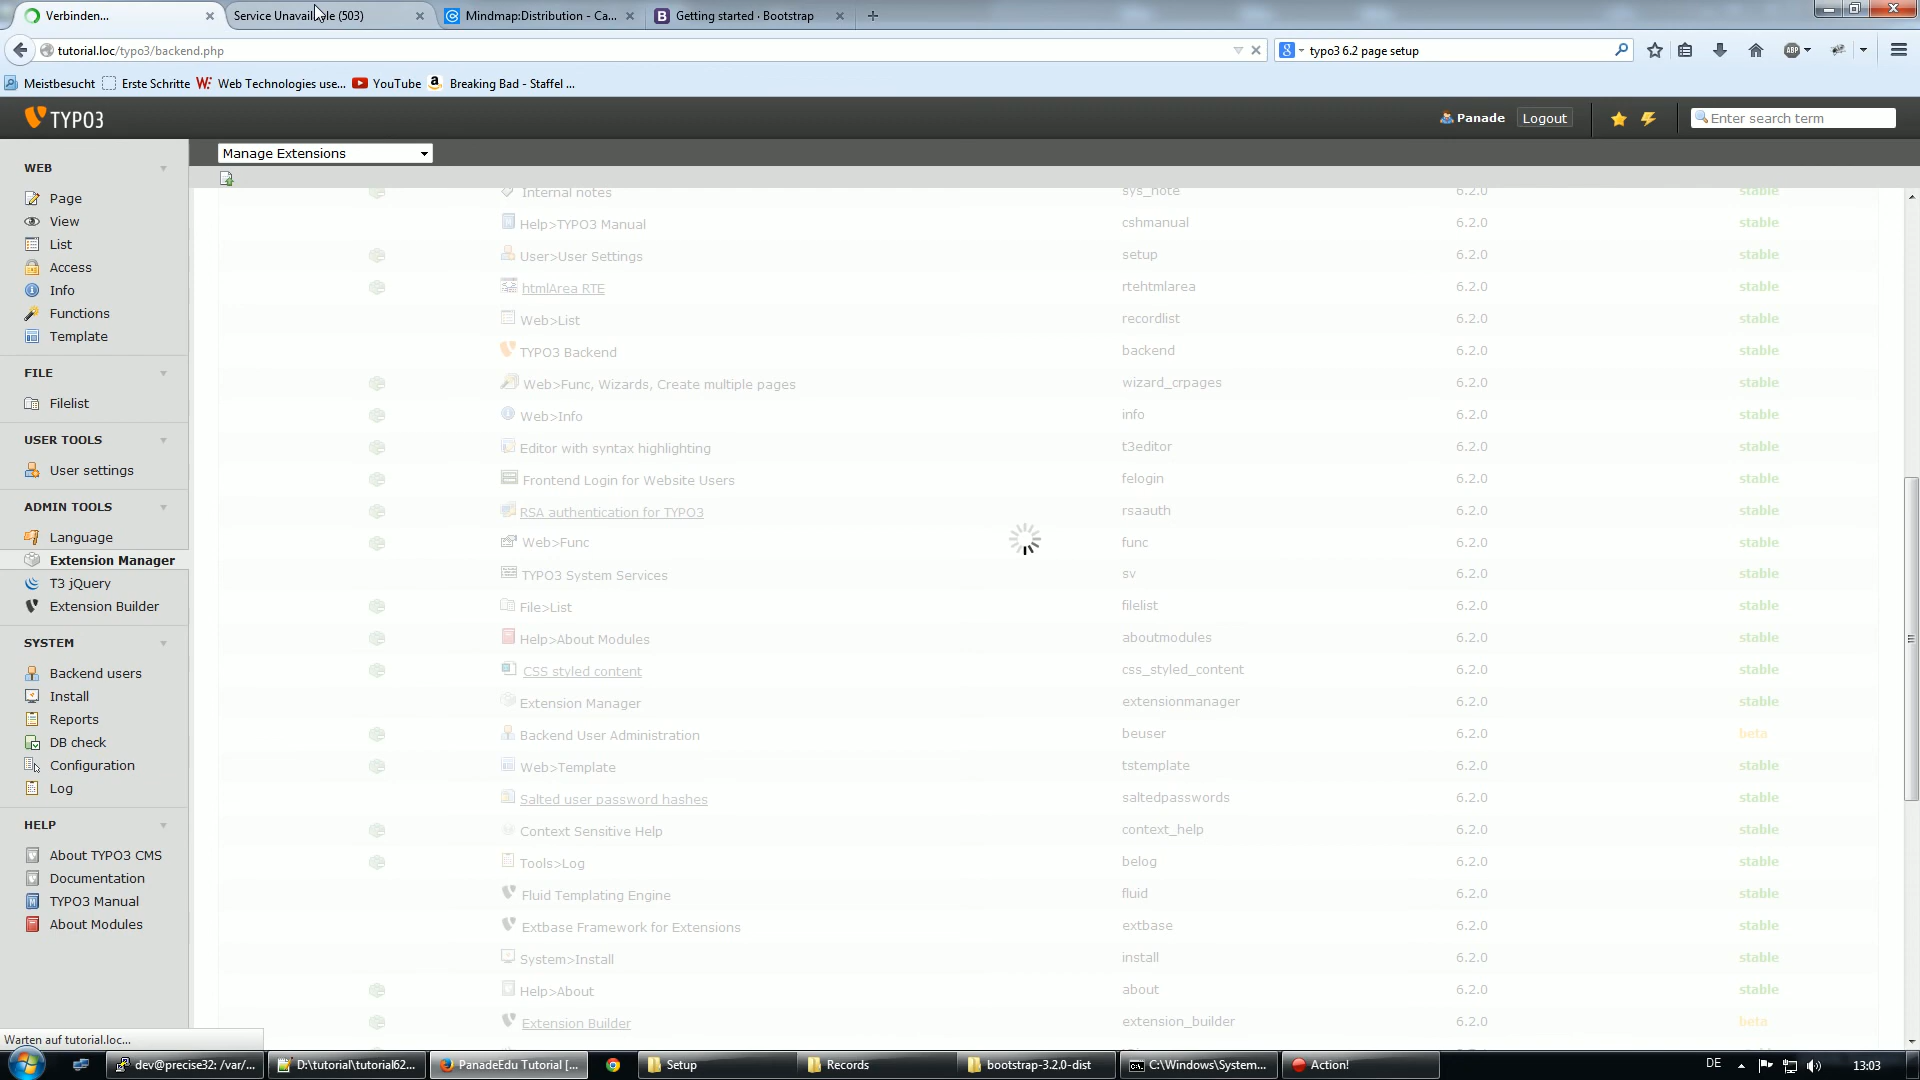 Verbinden...
Service Unavailable (503)
Mindmap:Distribution - Ca...
B Getting started · Bootstrap
tutorial.loc/typo3/backend.php
8 typo3 6.2 page setup
ABP
Meistbesucht
Erste Schritte
W Web Technologies use...
YouTube
a Breaking Bad - Staffel ...
TYPO3
Panade
Logout
Enter search term
Manage Extensions
WEB
Page
View
List
Access
Info
Functions
Template
FILE
Filelist
USER TOOLS
User settings
ADMIN TOOLS
Language
Extension Manager
T3 jQuery
Extension Builder
SYSTEM
Backend users
Install
Reports
DB check
Configuration
Log
HELP
About TYPO3 CMS
Documentation
TYPO3 Manual
About Modules
Internal notes sys_note 6.2.0 stable
Help>TYPO3 Manual cshmanual 6.2.0 stable
User>User Settings setup 6.2.0 stable
htmlArea RTE rtehtmlarea 6.2.0 stable
Web>List recordlist 6.2.0 stable
TYPO3 Backend backend 6.2.0 stable
Web>Func, Wizards, Create multiple pages wizard_crpages 6.2.0 stable
Web>Info info 6.2.0 stable
Editor with syntax highlighting t3editor 6.2.0 stable
Frontend Login for Website Users felogin 6.2.0 stable
RSA authentication for TYPO3 rsaauth 6.2.0 stable
Web>Func func 6.2.0 stable
TYPO3 System Services sv 6.2.0 stable
File>List filelist 6.2.0 stable
Help>About Modules aboutmodules 6.2.0 stable
CSS styled content css_styled_content 6.2.0 stable
Extension Manager extensionmanager 6.2.0 stable
Backend User Administration beuser 6.2.0 beta
Web>Template tstemplate 6.2.0 stable
Salted user password hashes saltedpasswords 6.2.0 stable
Context Sensitive Help context_help 6.2.0 stable
Tools>Log belog 6.2.0 stable
Fluid Templating Engine fluid 6.2.0 stable
Extbase Framework for Extensions extbase 6.2.0 stable
System>Install install 6.2.0 stable
Help>About about 6.2.0 stable
Extension Builder extension_builder 6.2.0 beta
Warten auf tutorial.loc...
dev@precise32: /var/...
D:\tutorial\tutorial62...
PanadeEdu Tutorial [...
Setup
Records
bootstrap-3.2.0-dist
C:\Windows\System...
Action!
DE
13:03